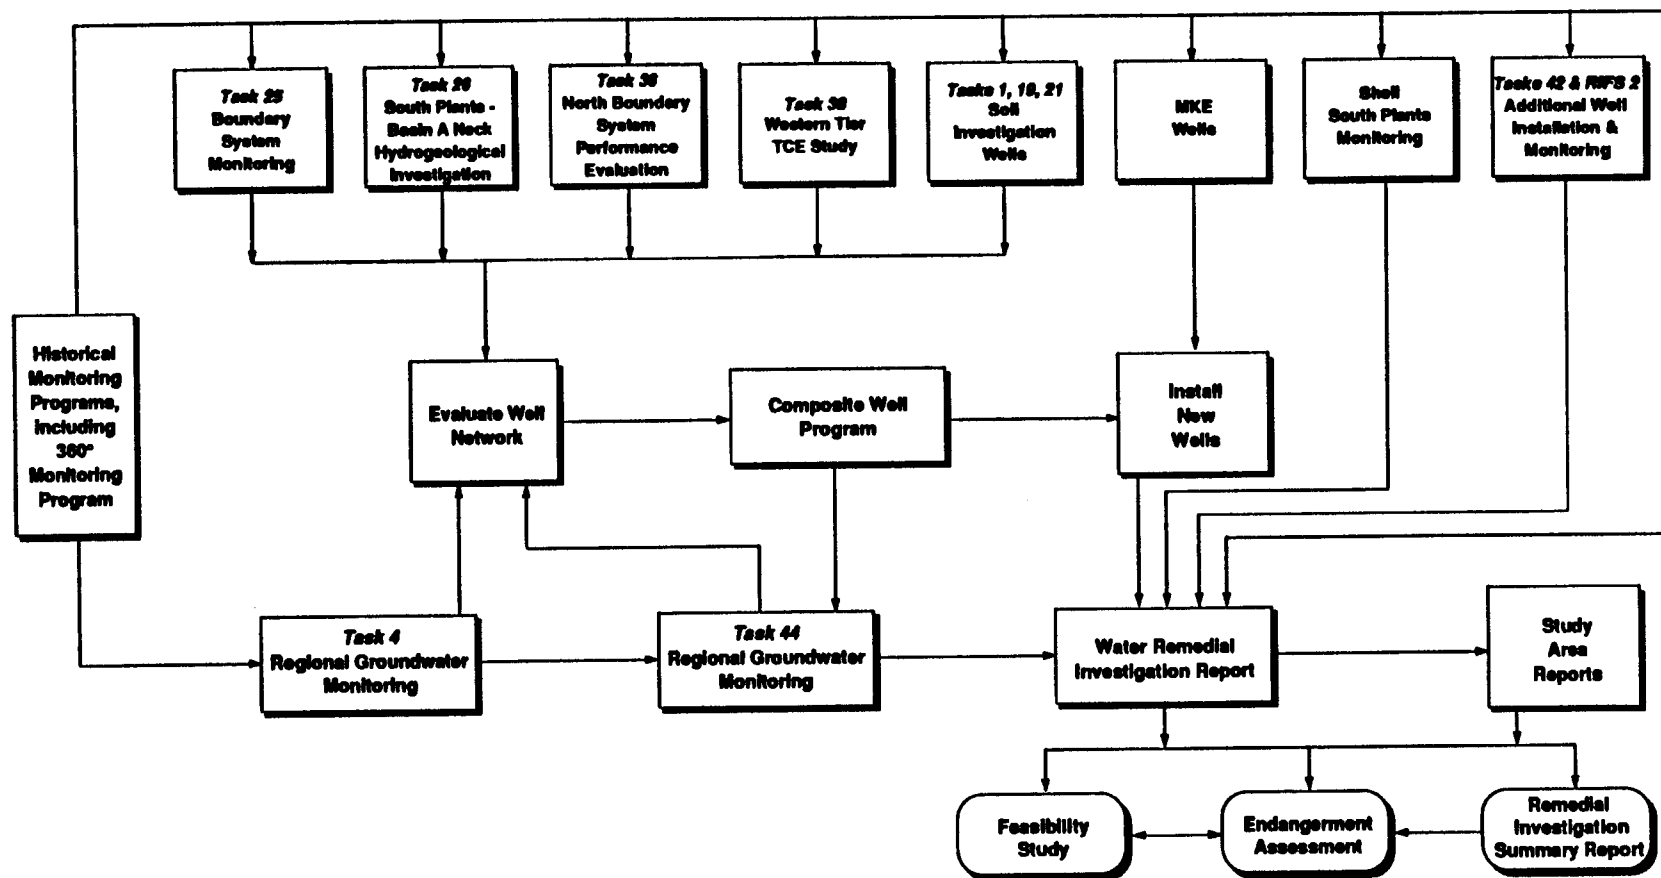 Task 25
Boundary
System
Monitoring
Task 26
South Plants -
Basin A Neck
Hydrogeological
Investigation
Task 36
North Boundary
System
Performance
Evaluation
Task 39
Western Tier
TCE Study
Tasks 1, 19, 21
Soil
Investigation
Wells
MKE
Wells
Shell
South Plants
Monitoring
Tasks 42 & RI/FS 2
Additional Well
Installation &
Monitoring
Historical
Monitoring
Programs,
including
360°
Monitoring
Program
Evaluate Well
Network
Composite Well
Program
Install
New
Wells
Task 4
Regional Groundwater
Monitoring
Task 44
Regional Groundwater
Monitoring
Water Remedial
Investigation Report
Study
Area
Reports
Feasibility
Study
Endangerment
Assessment
Remedial
Investigation
Summary Report